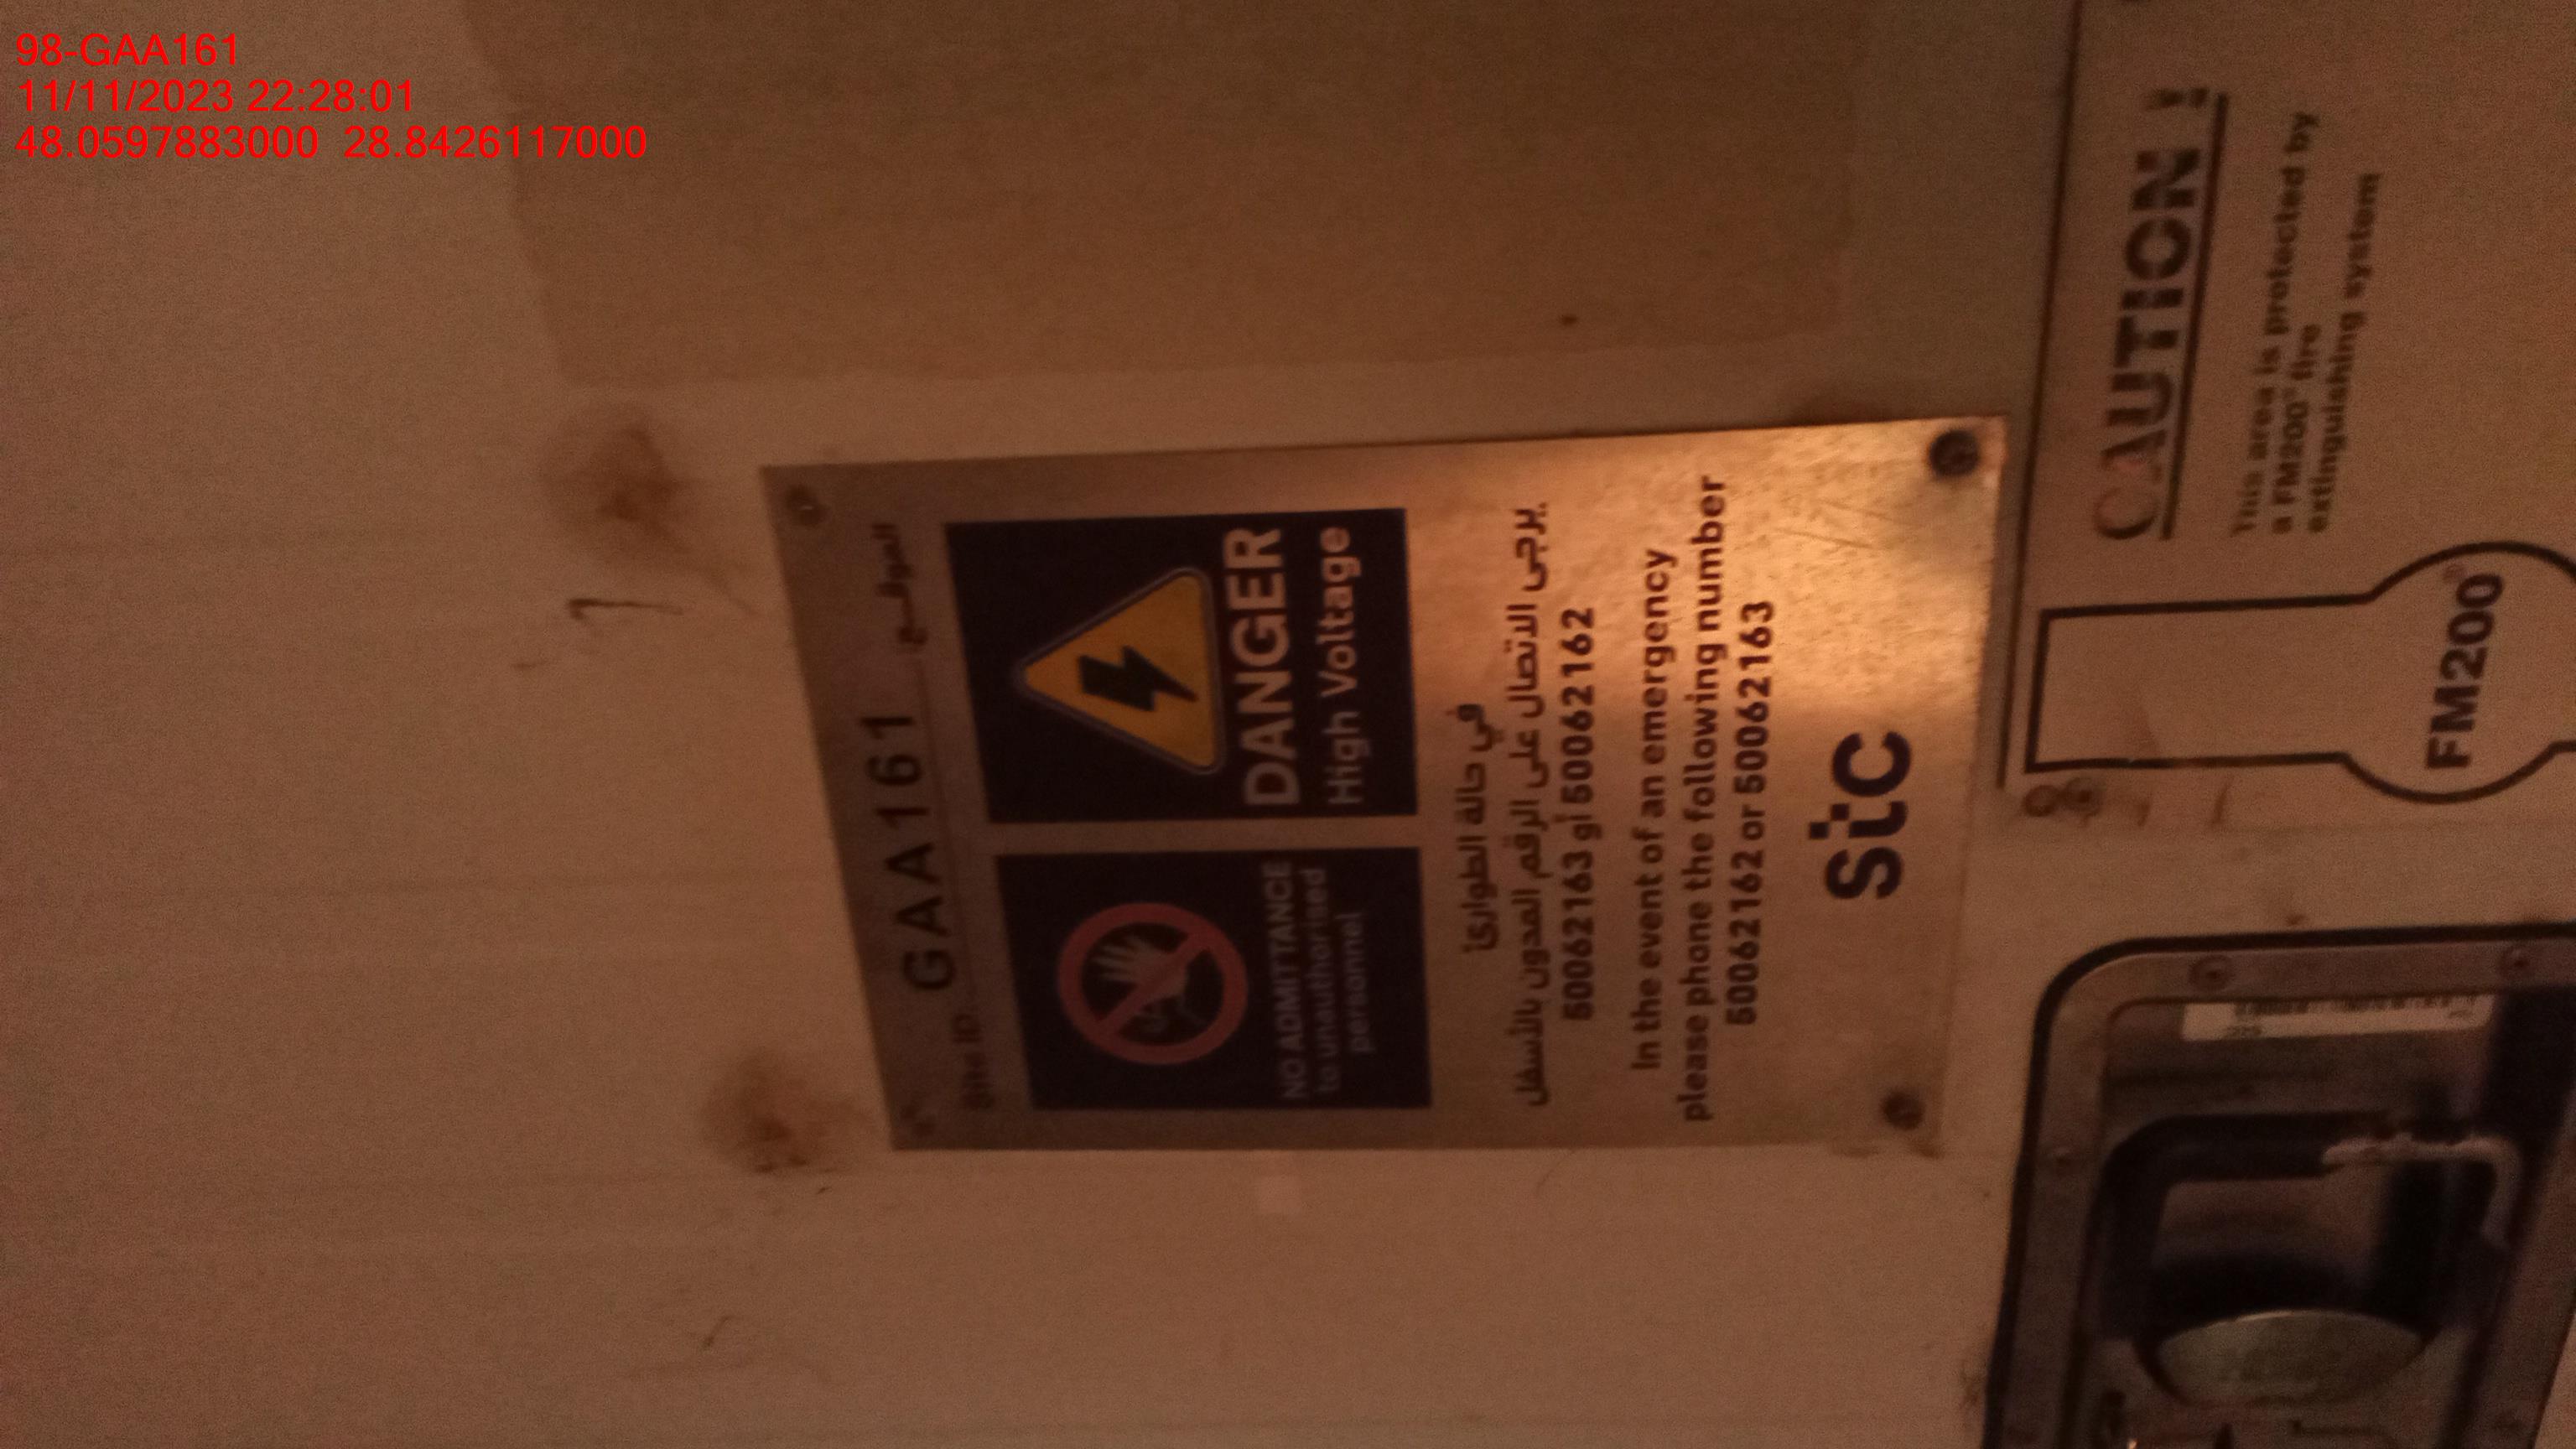 98-GAA161
11/11/2023 22:28:01
48.0597883000 28.8426117000
Site ID. GAA161 الموقع
NO ADMITTANCE
to unauthorised
personnel
DANGER
High Voltage
في حالة الطوارئ
يرجى الاتصال على الرقم المدون بالأسفل
50062163 أو 50062162
In the event of an emergency
please phone the following number
50062162 or 50062163
stc
CAUTION !
This area is protected by
a FM200® fire
extinguishing system
FM200®